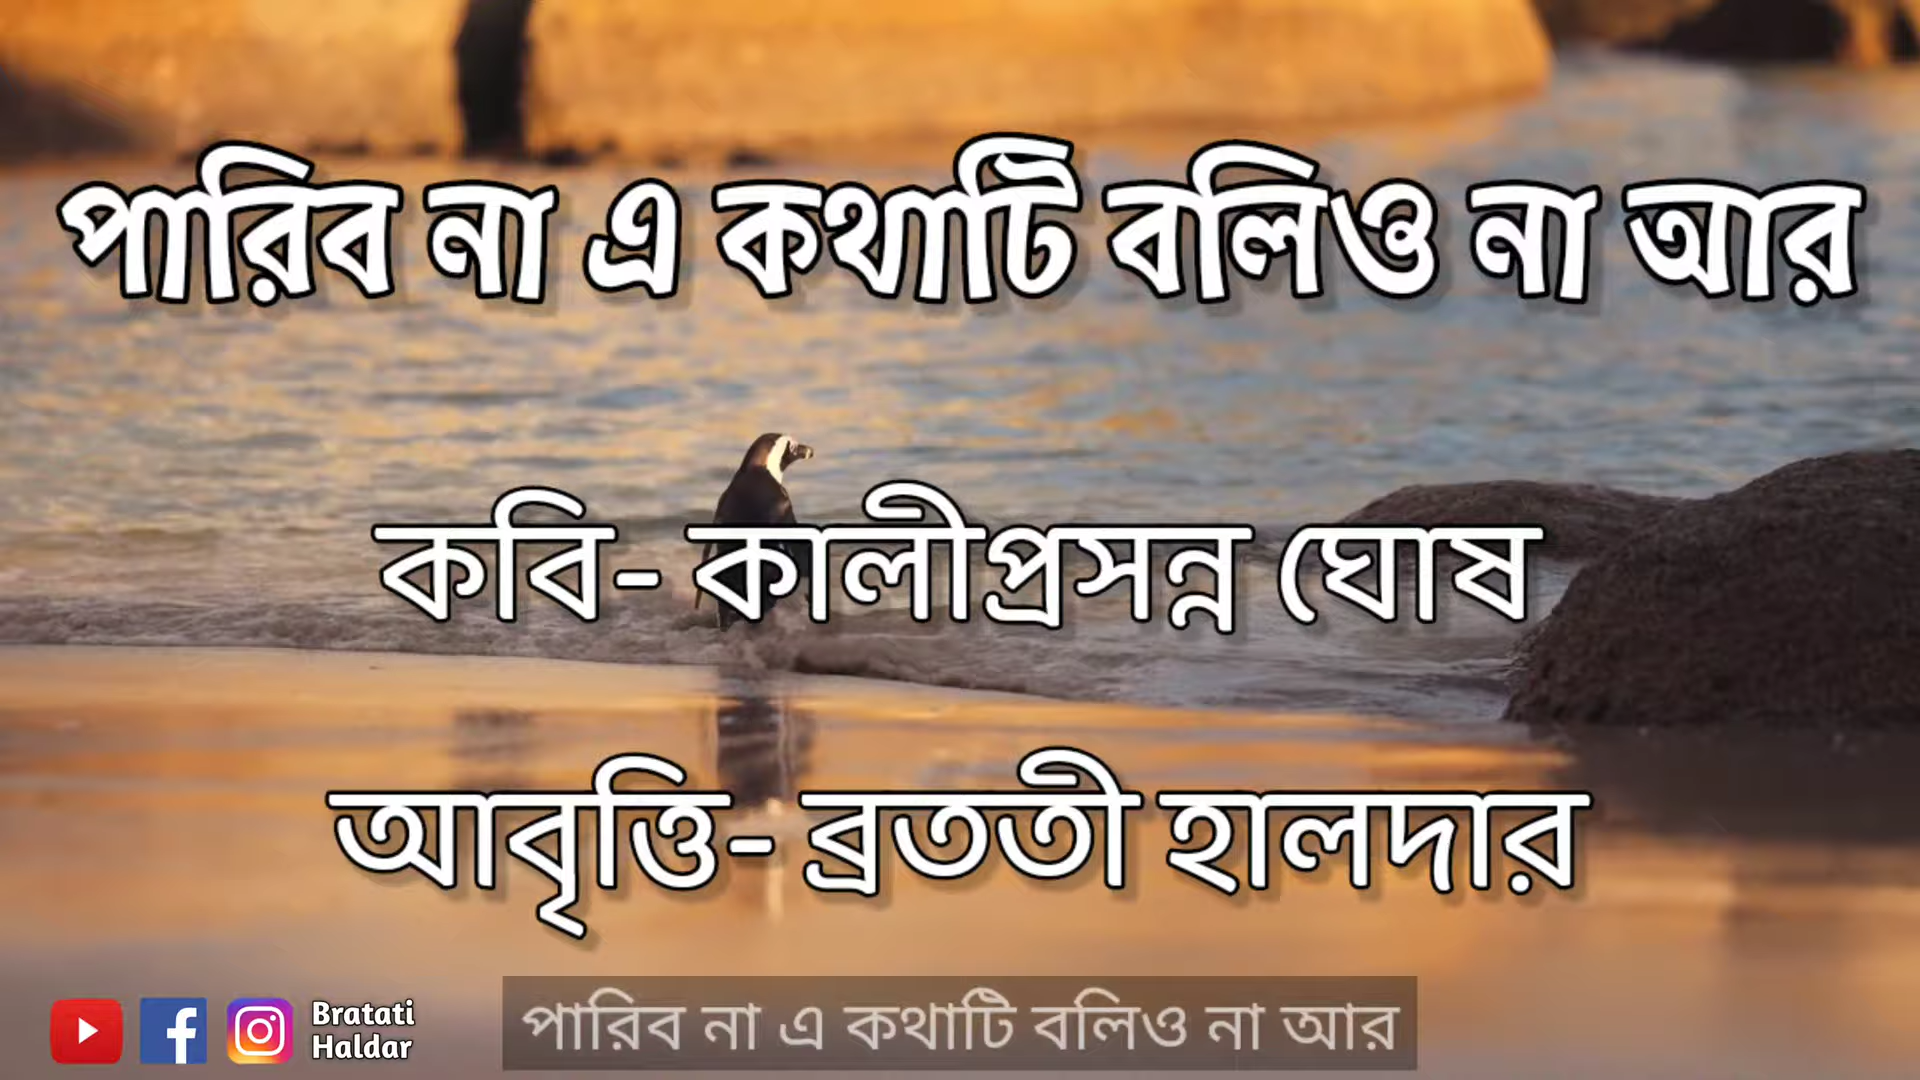 পারিব না এ কথাটি বলিও না আর
কবি- কালীপ্রসন্ন ঘোষ
আবৃত্তি- ব্রততী হালদার
Bratati
Haldar
পারিব না এ কথাটি বলিও না আর